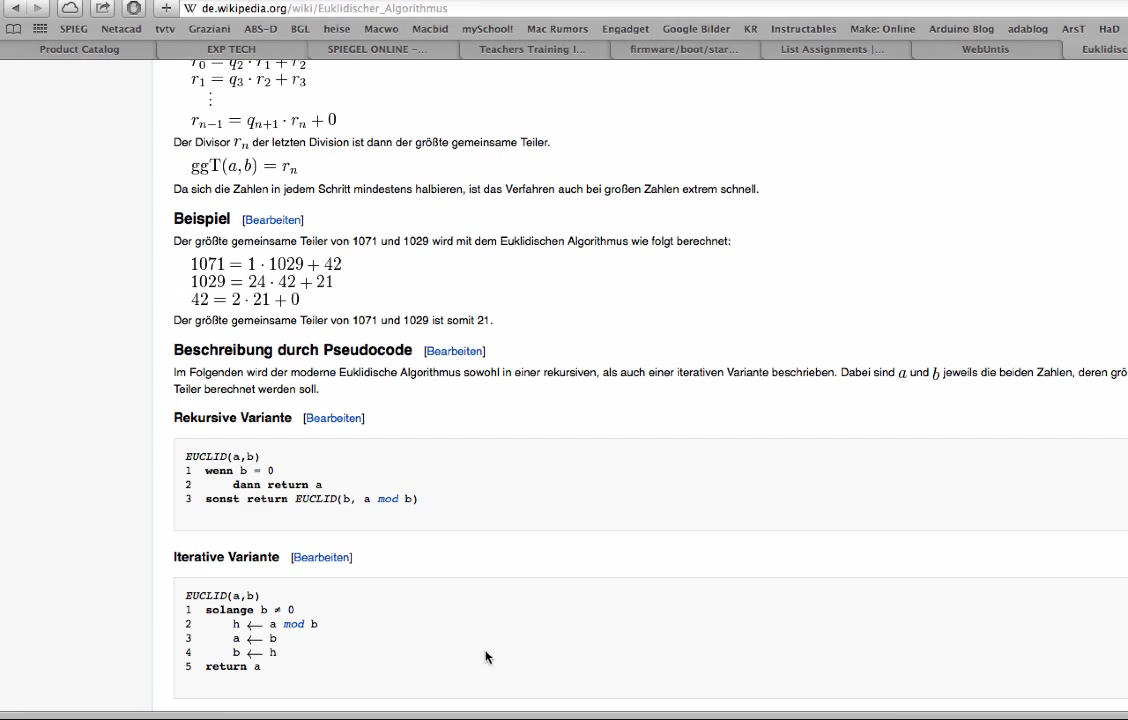 de.wikipedia.org/wiki/Euklidischer_Algorithmus
SPIEG Netacad tvtv Graziani ABS-D BGL heise Macwo Macbid mySchool! Mac Rumors Engadget Google Bilder KR Instructables Make: Online Arduino Blog adablog ArsT HaD
Product Catalog EXP TECH SPIEGEL ONLINE –... Teachers Training I... firmware/boot/star... List Assignments |... WebUntis Euklidisc
r₀ = q₂ · r₁ + r₂
r₁ = q₃ · r₂ + r₃
⋮
rₙ₋₁ = qₙ₊₁ · rₙ + 0
Der Divisor rₙ der letzten Division ist dann der größte gemeinsame Teiler.
ggT(a, b) = rₙ
Da sich die Zahlen in jedem Schritt mindestens halbieren, ist das Verfahren auch bei großen Zahlen extrem schnell.
Beispiel [Bearbeiten]
Der größte gemeinsame Teiler von 1071 und 1029 wird mit dem Euklidischen Algorithmus wie folgt berechnet:
1071 = 1 · 1029 + 42
1029 = 24 · 42 + 21
42 = 2 · 21 + 0
Der größte gemeinsame Teiler von 1071 und 1029 ist somit 21.
Beschreibung durch Pseudocode [Bearbeiten]
Im Folgenden wird der moderne Euklidische Algorithmus sowohl in einer rekursiven, als auch einer iterativen Variante beschrieben. Dabei sind a und b jeweils die beiden Zahlen, deren grö
Teiler berechnet werden soll.
Rekursive Variante [Bearbeiten]
EUCLID(a,b)
1 wenn b = 0
2 dann return a
3 sonst return EUCLID(b, a mod b)
Iterative Variante [Bearbeiten]
EUCLID(a,b)
1 solange b ≠ 0
2 h ← a mod b
3 a ← b
4 b ← h
5 return a